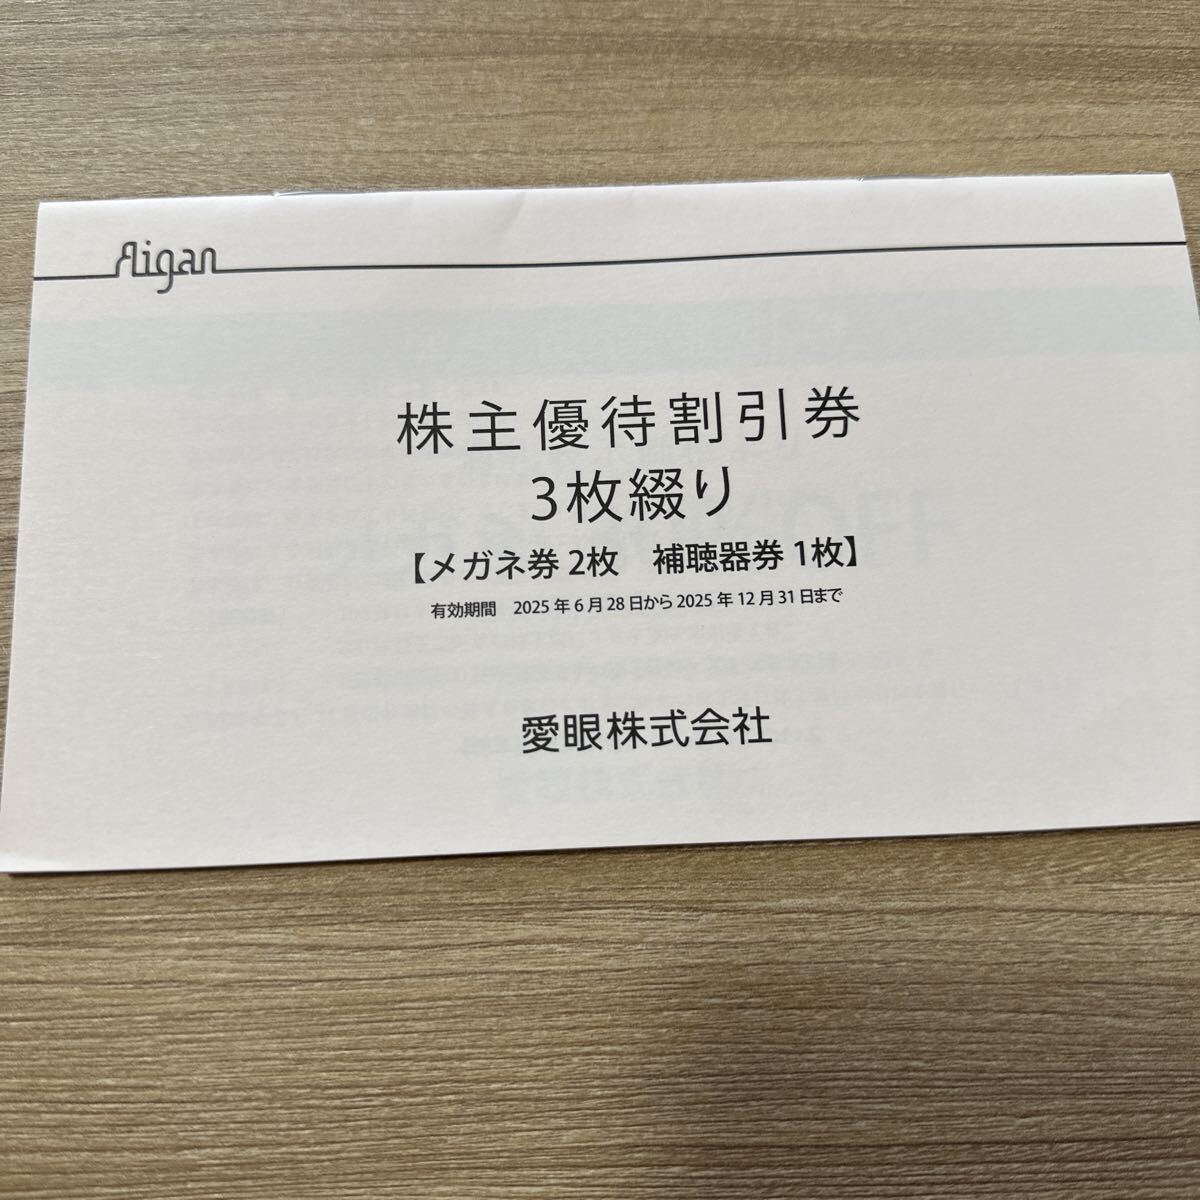 Aigan
株主優待割引券
3枚綴り
【メガネ券 2枚　補聴器券 1枚】
有効期間　2025 年 6 月 28 日から 2025 年 12 月 31 日まで
愛眼株式会社